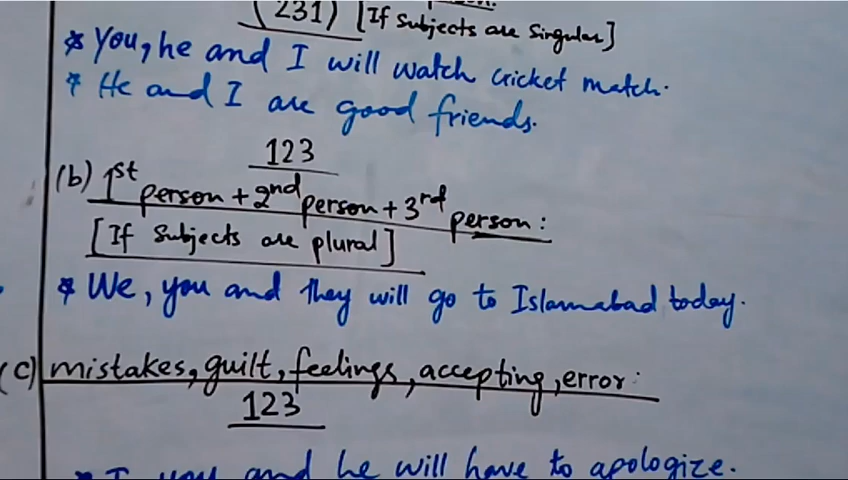 (231) [If Subjects are Singular]
* You, he and I will watch cricket match.
* He and I are good friends.
123
(b) 1st person + 2nd person + 3rd person:
[If Subjects are plural]
* We, you and they will go to Islamabad today.
(c) mistakes, guilt, feelings, accepting, error:
123
* I, you and he will have to apologize.